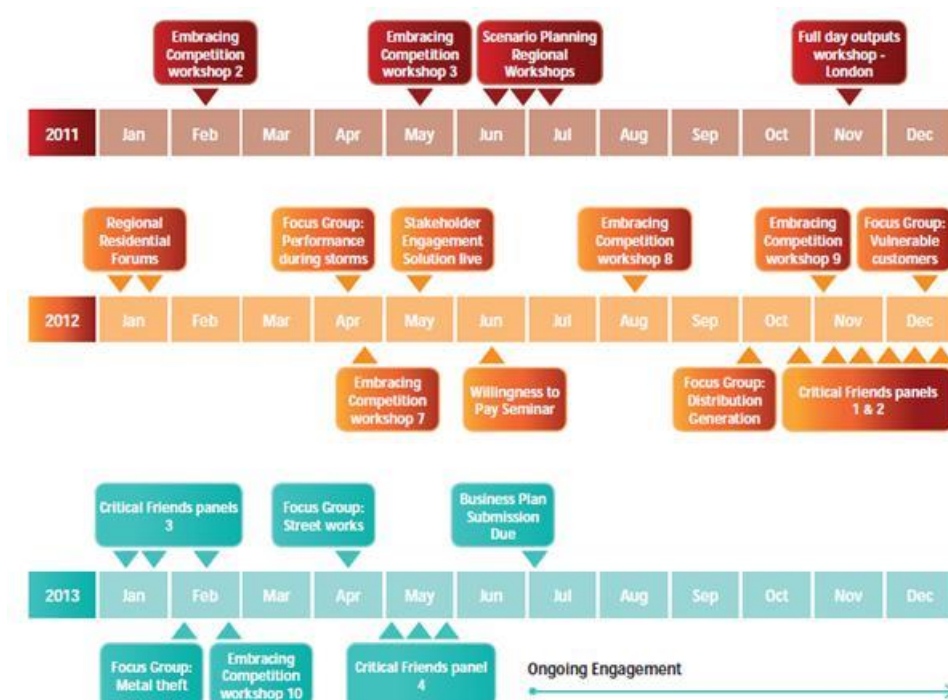 Embracing
Competition
workshop 2
Embracing
Competition
workshop 3
Scenario Planning
Regional
Workshops
Full day outputs
workshop -
London
2011 Jan Feb Mar Apr May Jun Jul Aug Sep Oct Nov Dec
Regional
Residential
Forums
Focus Group:
Performance
during storms
Stakeholder
Engagement
Solution live
Embracing
Competition
workshop 8
Embracing
Competition
workshop 9
Focus Group:
Vulnerable
customers
2012 Jan Feb Mar Apr May Jun Jul Aug Sep Oct Nov Dec
Embracing
Competition
workshop 7
Willingness to
Pay Seminar
Focus Group:
Distribution
Generation
Critical Friends panels
1 & 2
Critical Friends panels
3
Focus Group:
Street works
Business Plan
Submission
Due
2013 Jan Feb Mar Apr May Jun Jul Aug Sep Oct Nov Dec
Focus Group:
Metal theft
Embracing
Competition
workshop 10
Critical Friends panel
4
Ongoing Engagement